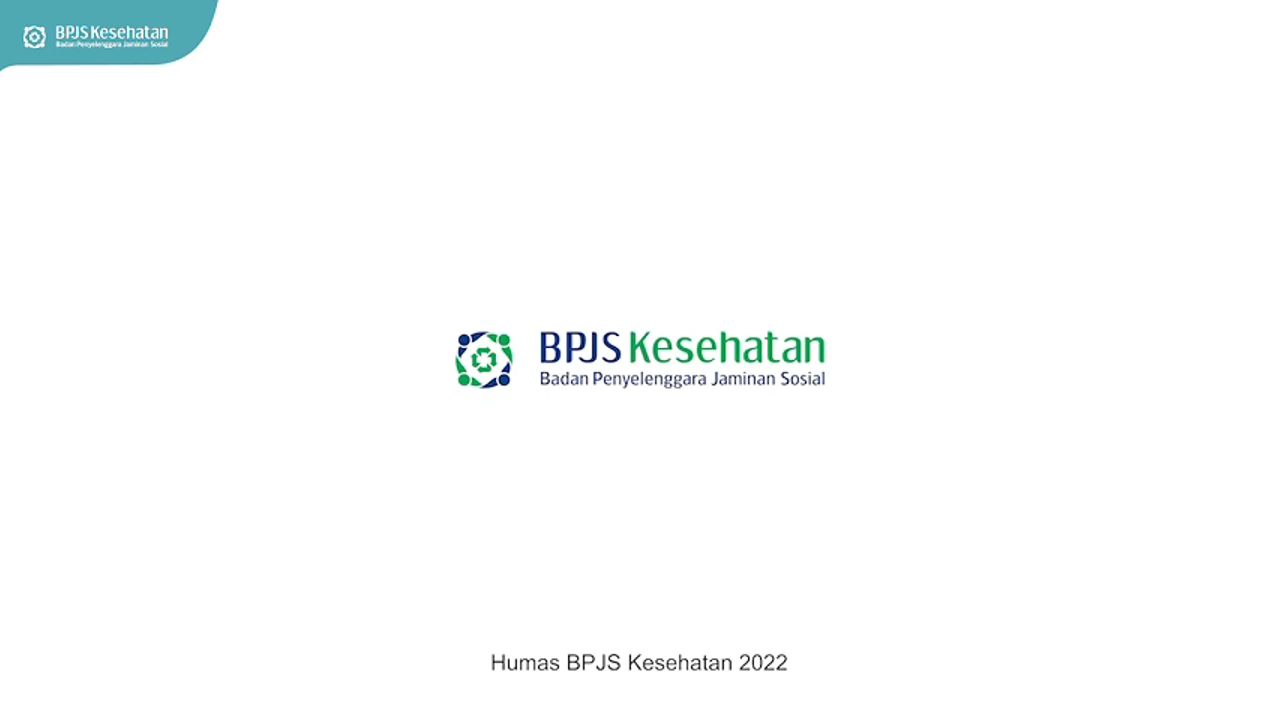 BPJS Kesehatan
Badan Penyelenggara Jaminan Sosial
BPJS Kesehatan
Badan Penyelenggara Jaminan Sosial
Humas BPJS Kesehatan 2022